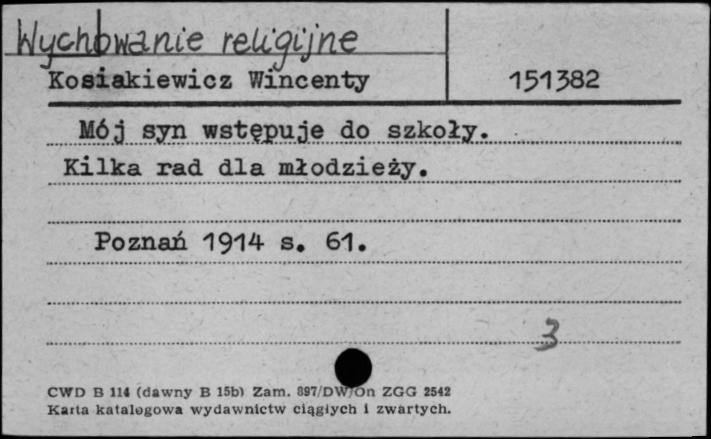 Wychowanie religijne
Kosiakiewicz Wincenty 151382
Mój syn wstępuje do szkoły.
Kilka rad dla młodzieży.
Poznań 1914 s. 61.
3
CWD B 114 (dawny B 15b) Zam. 897/DW/On ZGG 2542
Karta katalogowa wydawnictw ciągłych i zwartych.